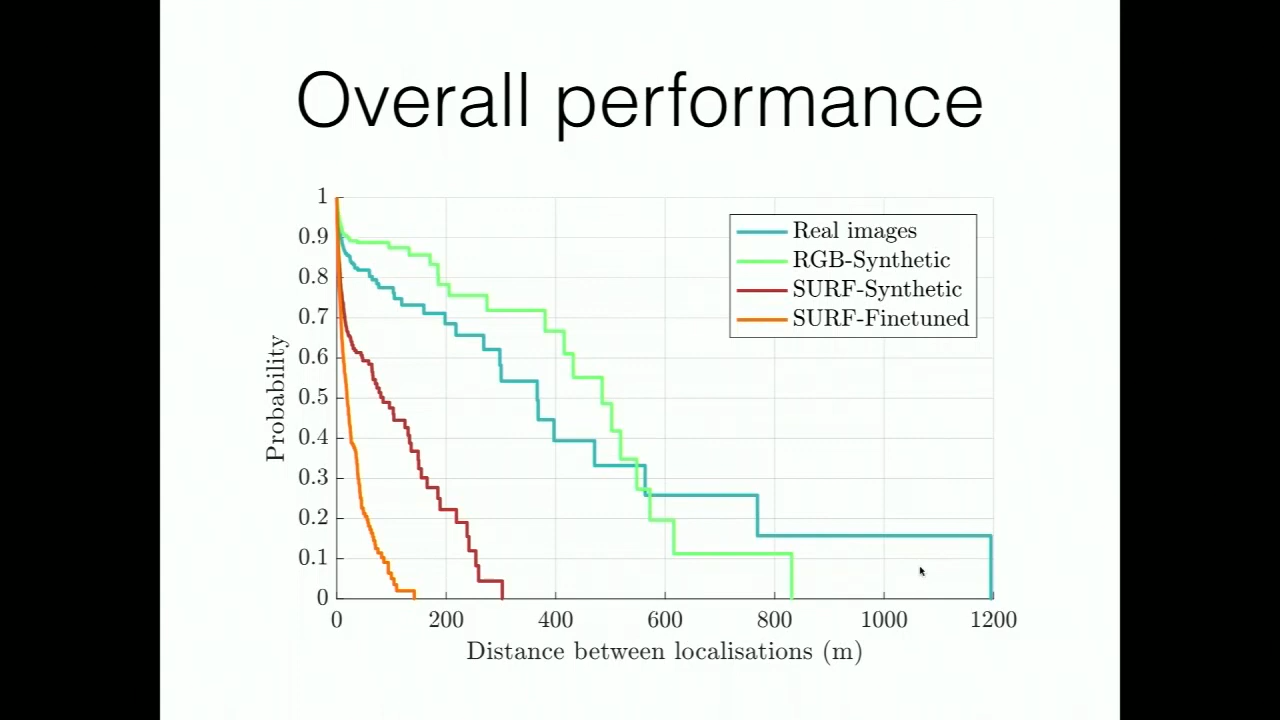 Overall performance
1
0.9
0.8
0.7
0.6
0.5
0.4
0.3
0.2
0.1
0
Probability
Real images
RGB-Synthetic
SURF-Synthetic
SURF-Finetuned
0 200 400 600 800 1000 1200
Distance between localisations (m)